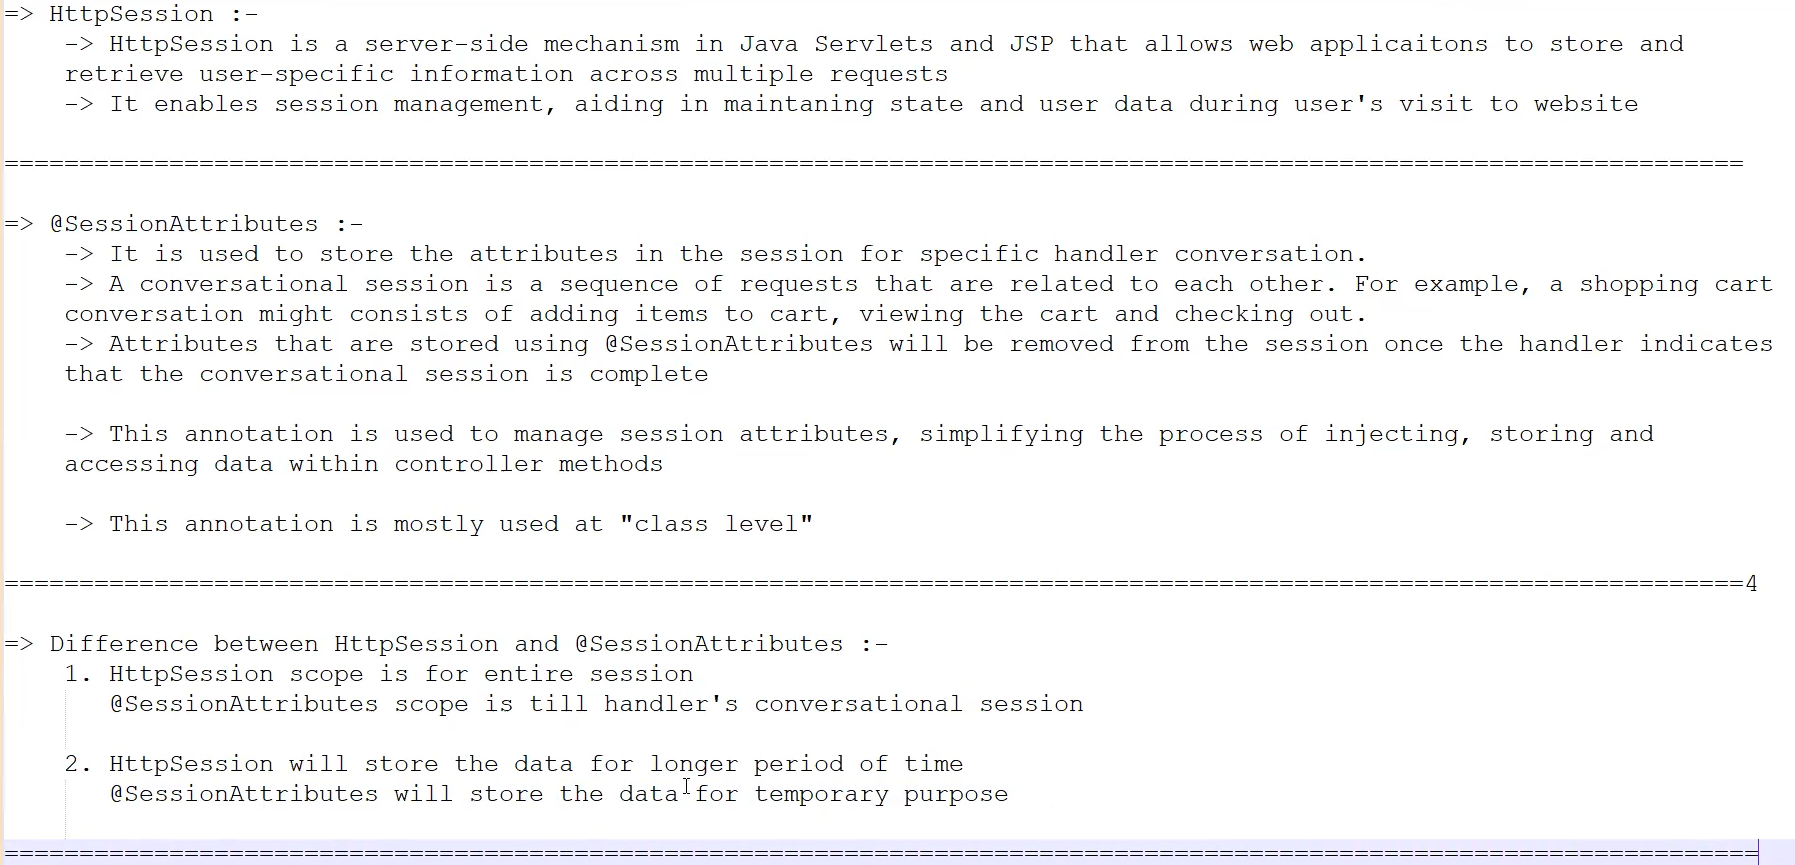 => HttpSession :-
-> HttpSession is a server-side mechanism in Java Servlets and JSP that allows web applicaitons to store and
retrieve user-specific information across multiple requests
-> It enables session management, aiding in maintaning state and user data during user's visit to website
====================================================================================================================
=> @SessionAttributes :-
-> It is used to store the attributes in the session for specific handler conversation.
-> A conversational session is a sequence of requests that are related to each other. For example, a shopping cart
conversation might consists of adding items to cart, viewing the cart and checking out.
-> Attributes that are stored using @SessionAttributes will be removed from the session once the handler indicates
that the conversational session is complete
-> This annotation is used to manage session attributes, simplifying the process of injecting, storing and
accessing data within controller methods
-> This annotation is mostly used at "class level"
====================================================================================================================4
=> Difference between HttpSession and @SessionAttributes :-
1. HttpSession scope is for entire session
@SessionAttributes scope is till handler's conversational session
2. HttpSession will store the data for longer period of time
@SessionAttributes will store the data for temporary purpose
=====================================================================================================================